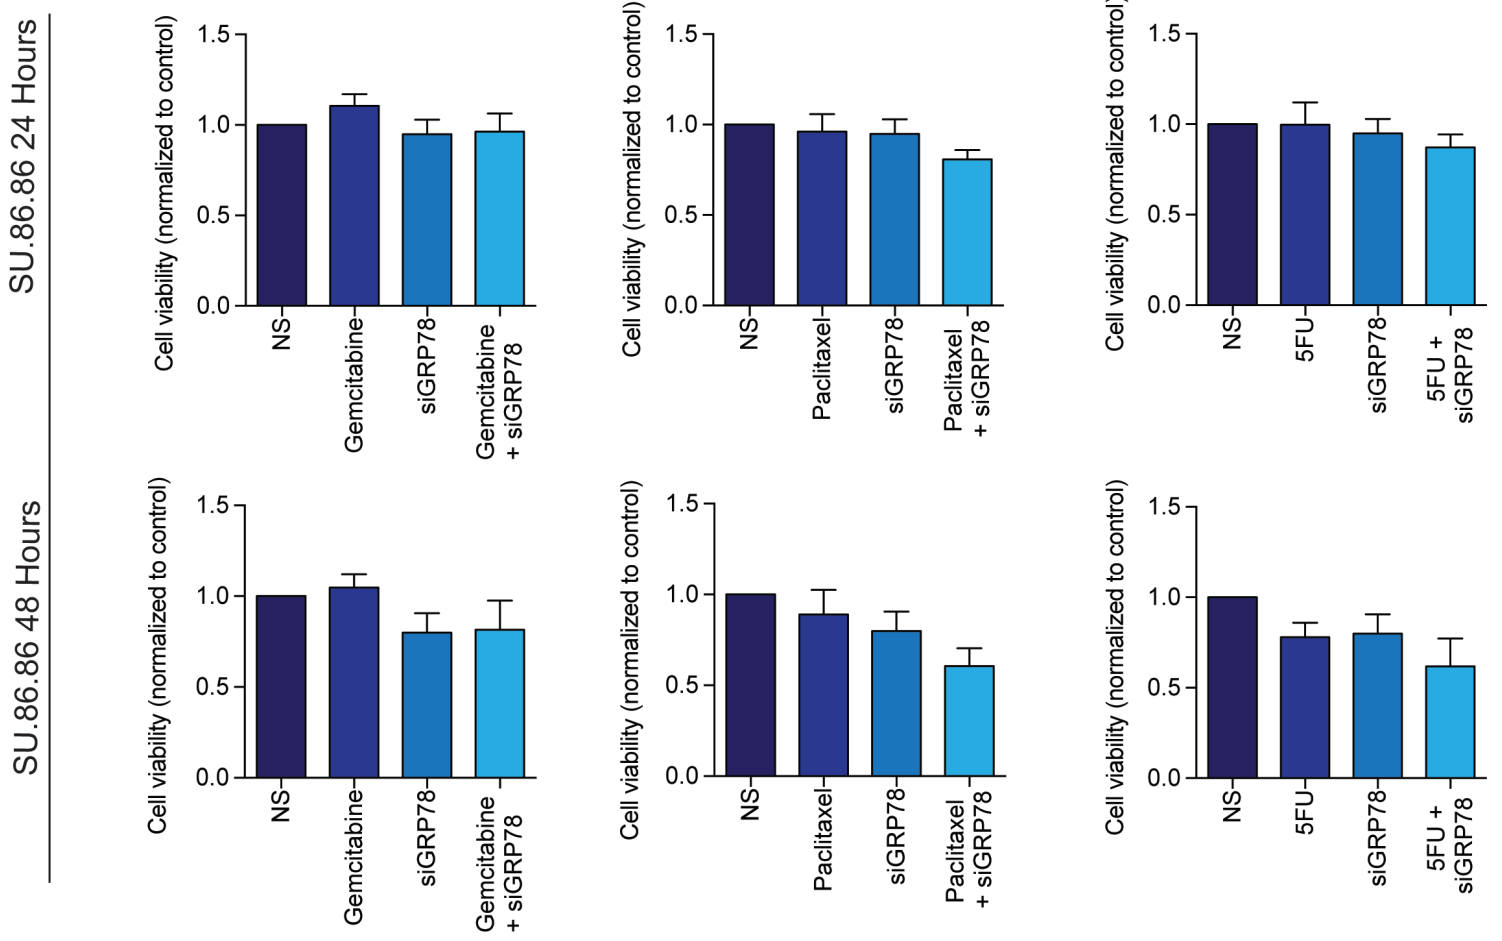 SU.86.86 24 Hours
Cell viability (normalized to control)
1.5
1.0
0.5
0.0
NS
Gemcitabine
siGRP78
Gemcitabine
+ siGRP78
Cell viability (normalized to control)
1.5
1.0
0.5
0.0
NS
Paclitaxel
siGRP78
Paclitaxel
+ siGRP78
Cell viability (normalized to control)
1.5
1.0
0.5
0.0
NS
5FU
siGRP78
5FU +
siGRP78
SU.86.86 48 Hours
Cell viability (normalized to control)
1.5
1.0
0.5
0.0
NS
Gemcitabine
siGRP78
Gemcitabine
+ siGRP78
Cell viability (normalized to control)
1.5
1.0
0.5
0.0
NS
Paclitaxel
siGRP78
Paclitaxel
+ siGRP78
Cell viability (normalized to control)
1.5
1.0
0.5
0.0
NS
5FU
siGRP78
5FU +
siGRP78